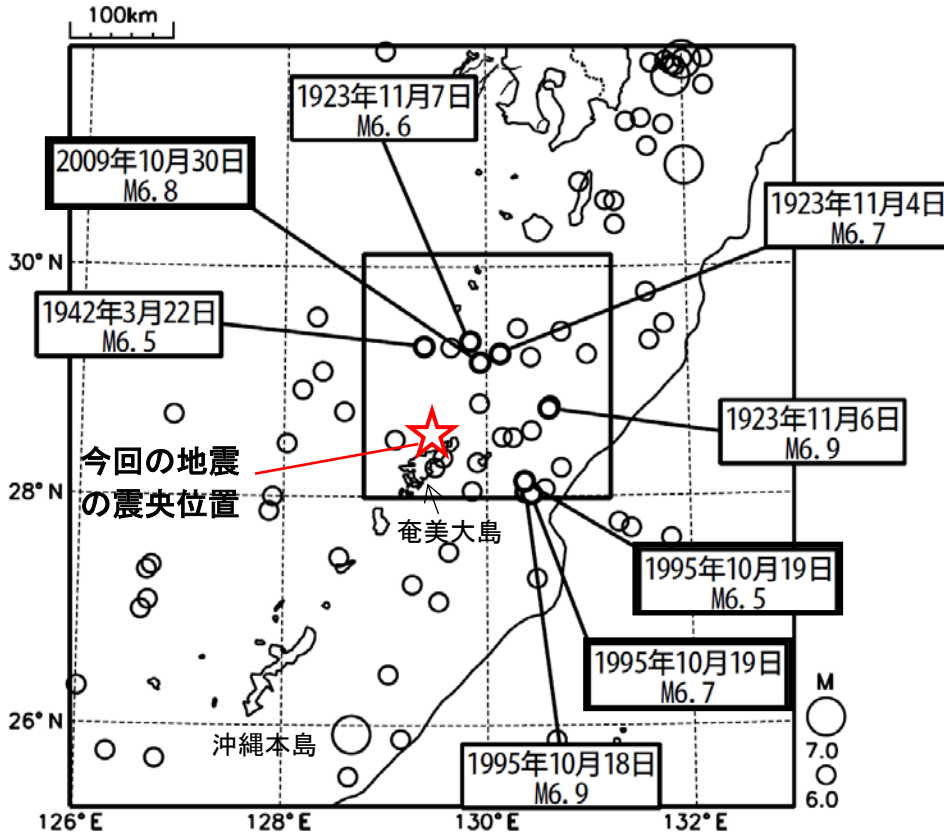 100km
1923年11月7日
M6.6
2009年10月30日
M6.8
1923年11月4日
M6.7
30°N
1942年3月22日
M6.5
1923年11月6日
M6.9
今回の地震
の震央位置
28°N
奄美大島
1995年10月19日
M6.5
1995年10月19日
M6.7
26°N
沖縄本島
1995年10月18日
M6.9
M
7.0
6.0
126°E
128°E
130°E
132°E